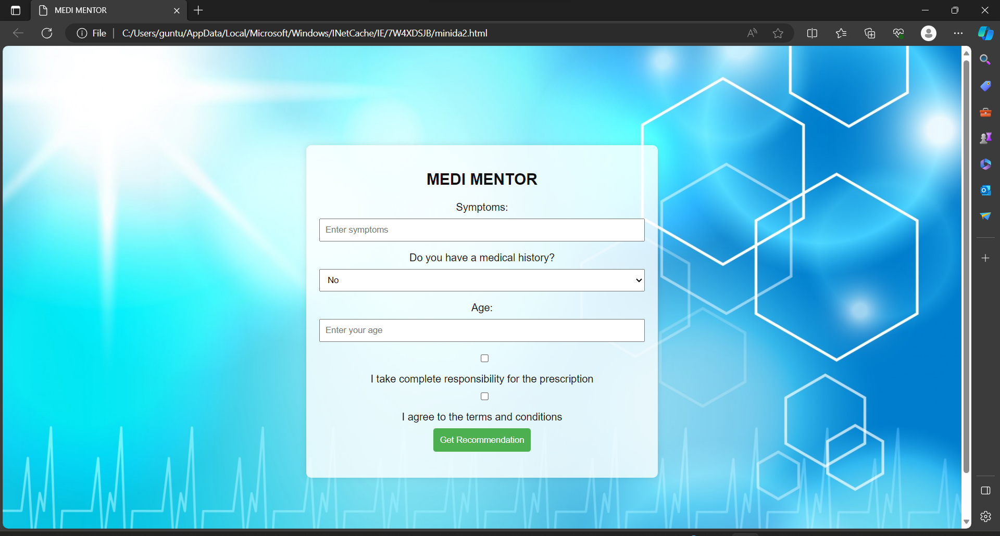 MEDI MENTOR
File
C:/Users/guntu/AppData/Local/Microsoft/Windows/INetCache/IE/7W4XDSJB/minida2.html
MEDI MENTOR
Symptoms:
Enter symptoms
Do you have a medical history?
No
Age:
Enter your age
I take complete responsibility for the prescription
I agree to the terms and conditions
Get Recommendation